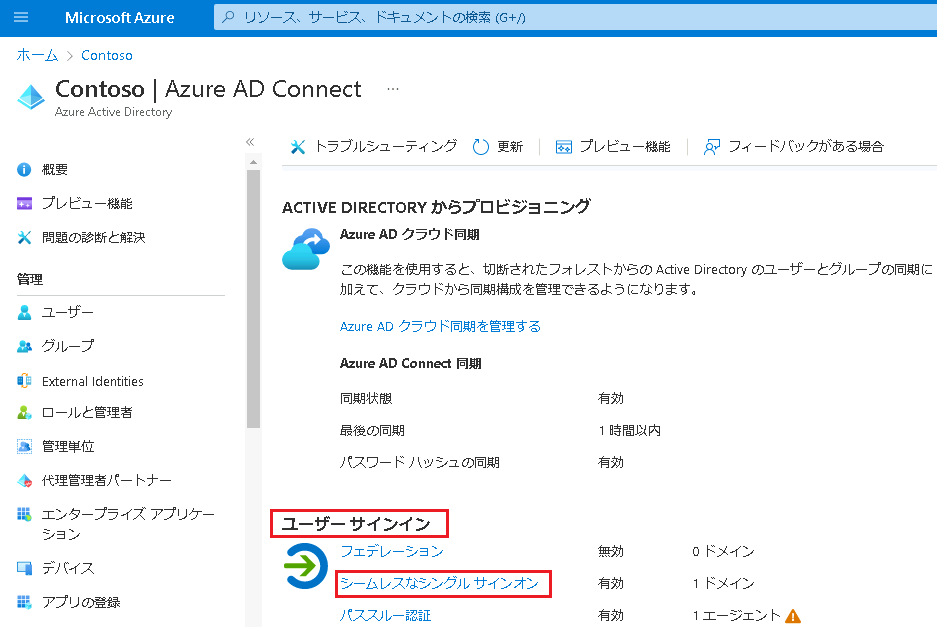 Microsoft Azure
リソース、サービス、ドキュメントの検索 (G+/)
ホーム > Contoso
Contoso | Azure AD Connect ...
Azure Active Directory
«
トラブルシューティング 更新 プレビュー機能 フィードバックがある場合
概要
プレビュー機能
問題の診断と解決
管理
ユーザー
グループ
External Identities
ロールと管理者
管理単位
代理管理者パートナー
エンタープライズ アプリケー
ション
デバイス
アプリの登録
ACTIVE DIRECTORY からプロビジョニング
Azure AD クラウド同期
この機能を使用すると、切断されたフォレストからの Active Directory のユーザーとグループの同期に
加えて、クラウドから同期構成を管理できるようになります。
Azure AD クラウド同期を管理する
Azure AD Connect 同期
同期状態 有効
最後の同期 1 時間以内
パスワード ハッシュの同期 有効
ユーザー サインイン
フェデレーション 無効 0 ドメイン
シームレスなシングル サインオン 有効 1 ドメイン
パススルー認証 有効 1 エージェント